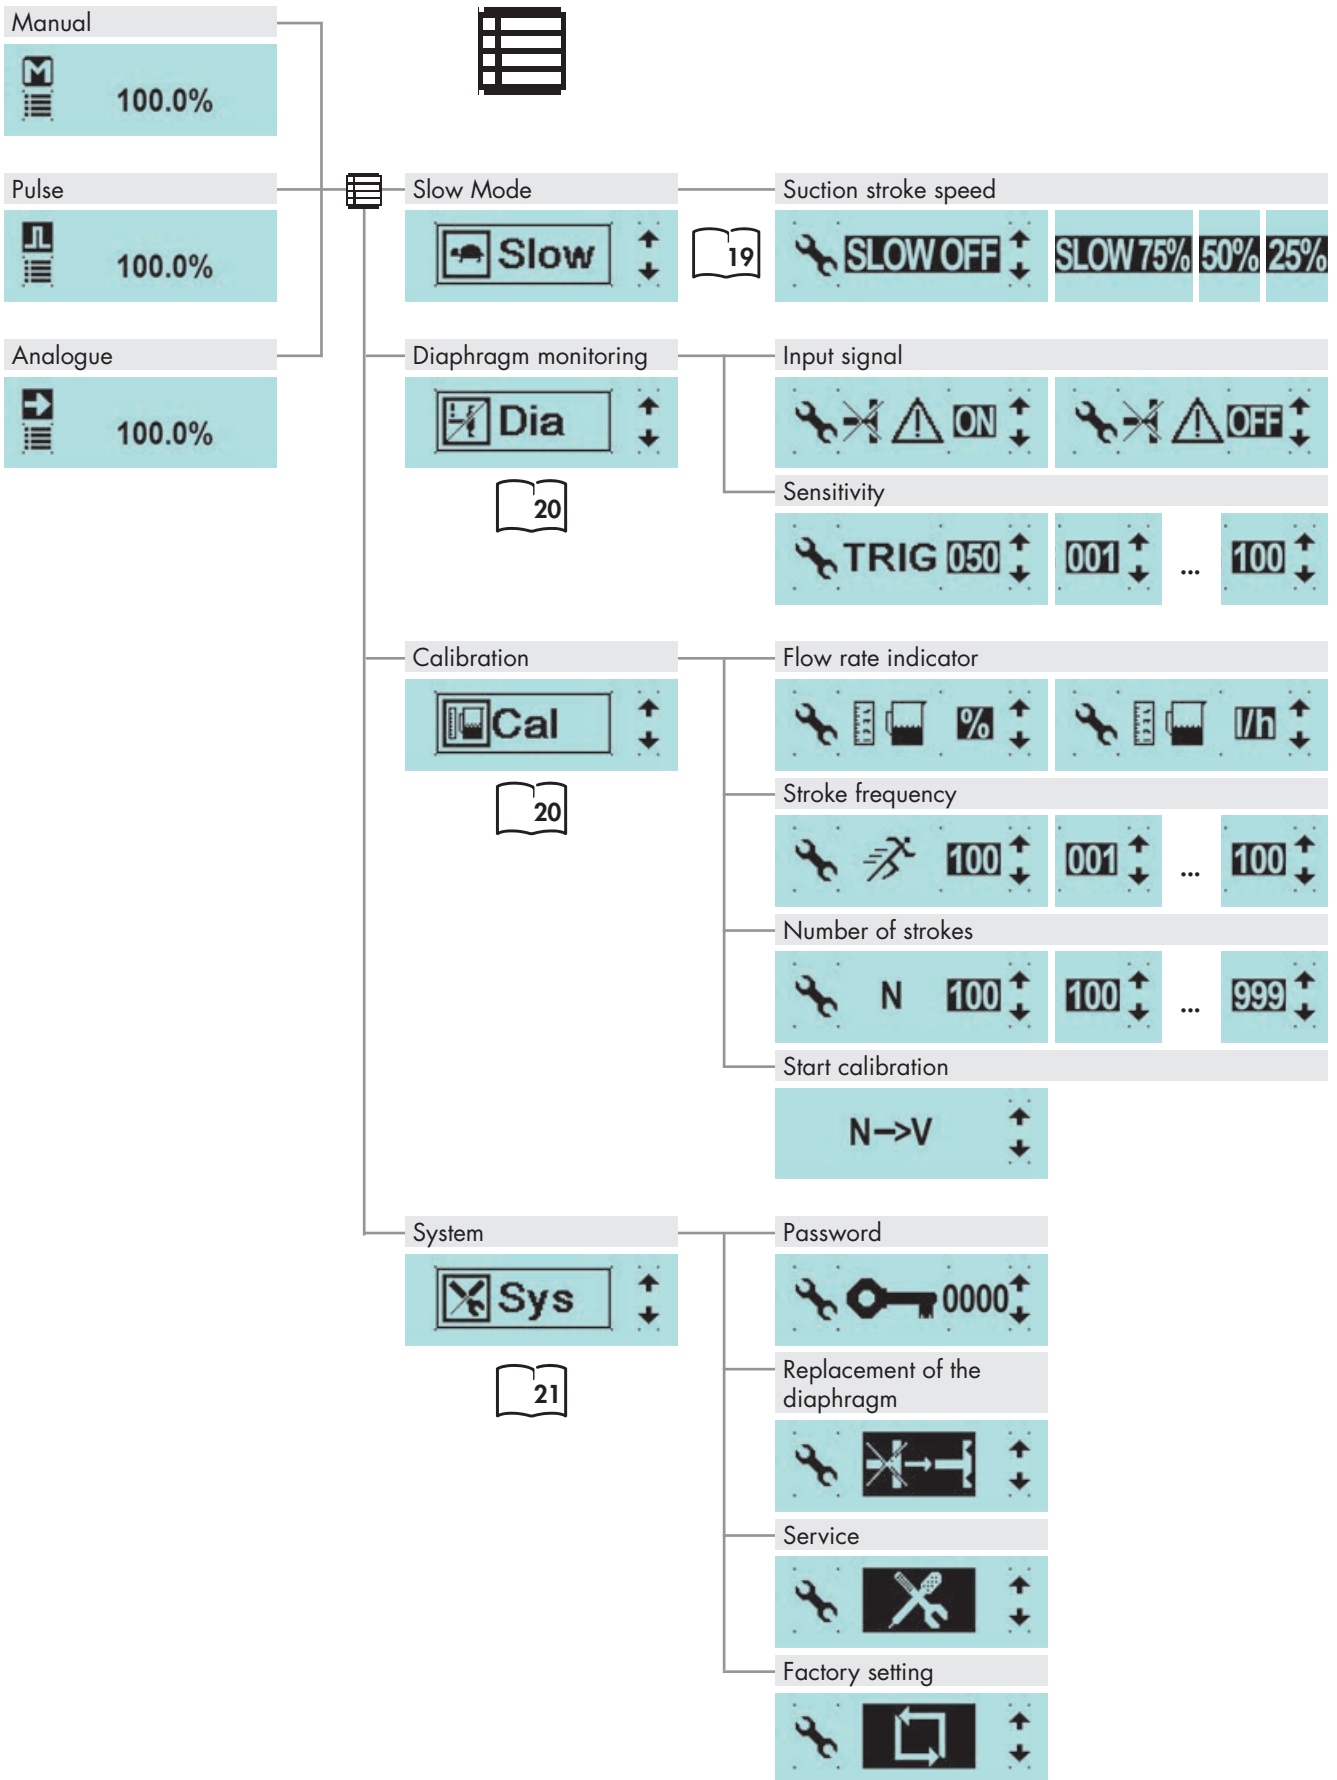 Manual
M
100.0%
Pulse
100.0%
Analogue
100.0%
Slow Mode
Slow
19
Suction stroke speed
SLOW OFF
SLOW 75%
50%
25%
Diaphragm monitoring
Dia
20
Input signal
ON
OFF
Sensitivity
TRIG 050
001
...
100
Calibration
Cal
20
Flow rate indicator
%
l/h
Stroke frequency
100
001
...
100
Number of strokes
N 100
100
...
999
Start calibration
N->V
System
Sys
21
Password
0000
Replacement of the
diaphragm
Service
Factory setting